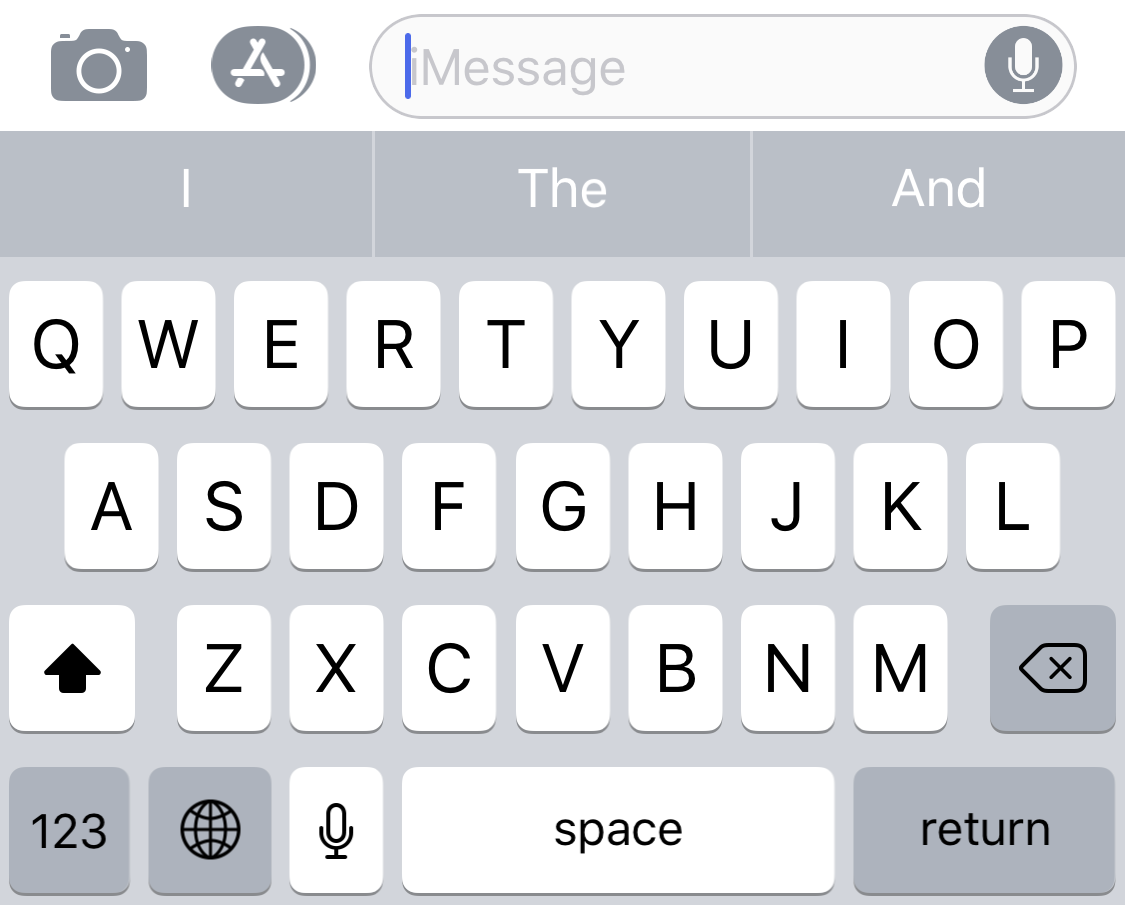 iMessage
I The And
Q W E R T Y U I O P
A S D F G H J K L
Z X C V B N M
123 space return